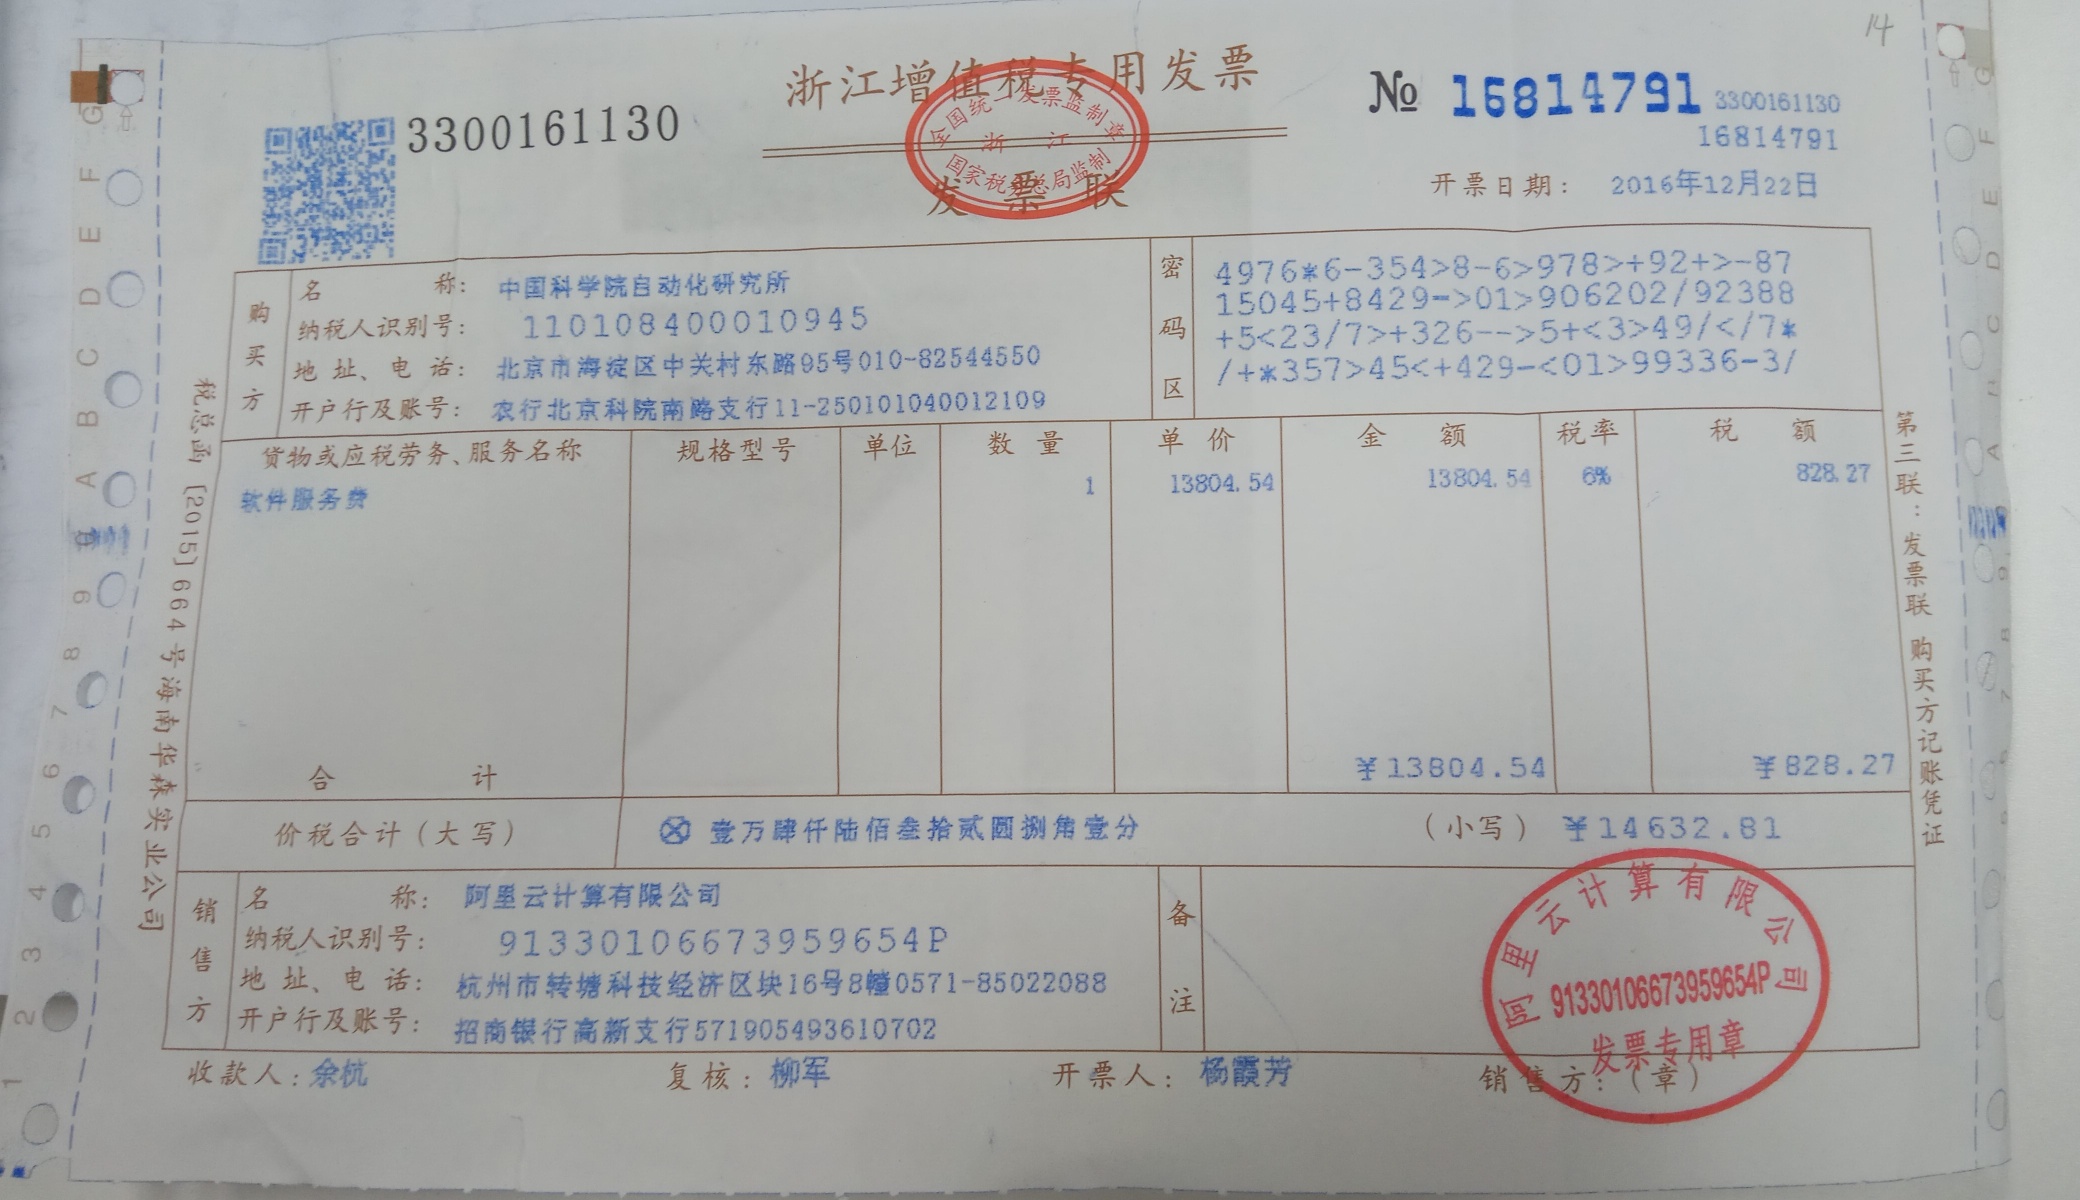 14
浙江增值税专用发票
3300161130
№ 16814791 3300161130
16814791
全国统一发票监制章
浙 江
国家税务总局监制
发票联
开票日期: 2016年12月22日
购买方
名 称: 中国科学院自动化研究所
纳税人识别号: 110108400010945
地 址、电 话: 北京市海淀区中关村东路95号010-82544550
开户行及账号: 农行北京科院南路支行11-250101040012109
密码区
4976*6-354>8-6>978>+92+>-87
15045+8429->01>906202/92388
+5<23/7>+326-->5+<3>49/</7*
/+*357>45<+429-<01>99336-3/
货物或应税劳务、服务名称 规格型号 单位 数 量 单 价 金 额 税率 税 额
软件服务费 1 13804.54 13804.54 6% 828.27
合 计 ¥13804.54 ¥828.27
价税合计(大写) ⊗ 壹万肆仟陆佰叁拾贰圆捌角壹分 (小写) ¥14632.81
销售方
名 称: 阿里云计算有限公司
纳税人识别号: 91330106673959654P
地 址、电 话: 杭州市转塘科技经济区块16号8幢0571-85022088
开户行及账号: 招商银行高新支行571905493610702
备注
阿里云计算有限公司
91330106673959654P
发票专用章
收款人: 余杭 复核: 柳军 开票人: 杨霞芳 销售方:(章)
税总函[2015]664号海南华森实业公司
第三联:发票联 购买方记账凭证
G F E D C B A 9 8 7 6 5 4 3 2 1